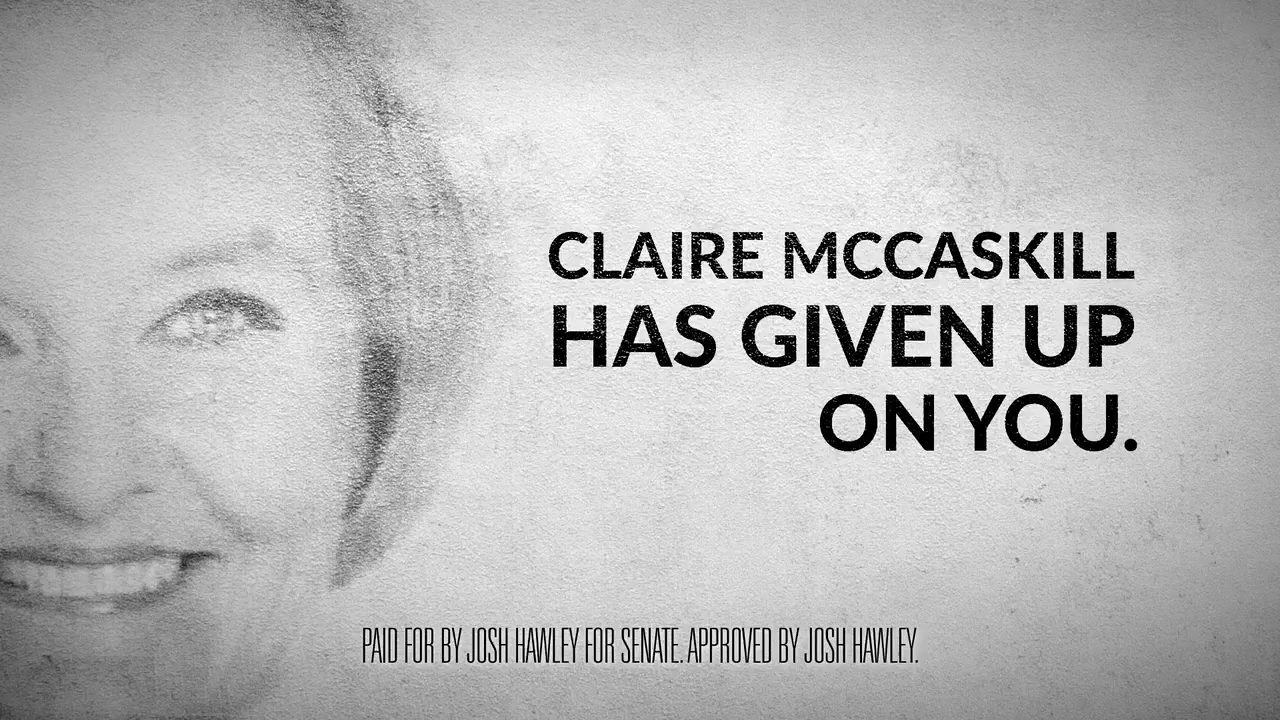 CLAIRE MCCASKILL
HAS GIVEN UP
ON YOU.
PAID FOR BY JOSH HAWLEY FOR SENATE. APPROVED BY JOSH HAWLEY.